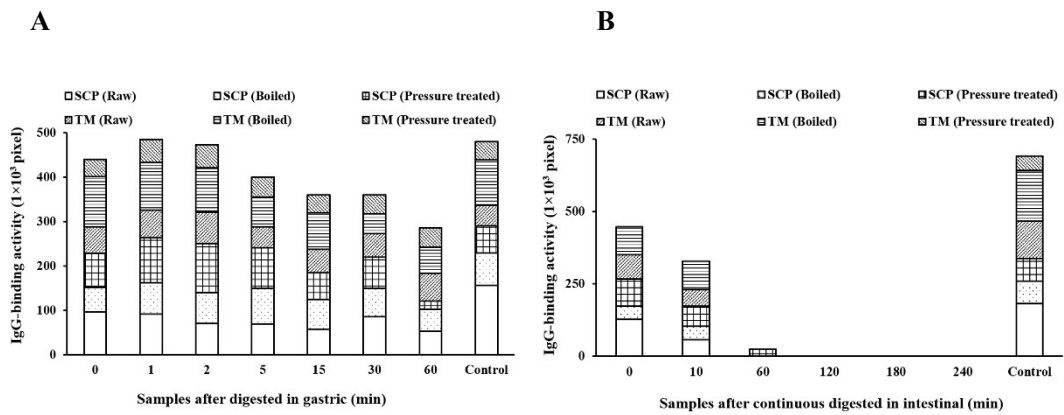 A
SCP (Raw) SCP (Boiled) SCP (Pressure treated)
TM (Raw) TM (Boiled) TM (Pressure treated)
IgG-binding activity (1×10³ pixel)
500
400
300
200
100
0
0 1 2 5 15 30 60 Control
Samples after digested in gastric (min)
B
SCP (Raw) SCP (Boiled) SCP (Pressure treated)
TM (Raw) TM (Boiled) TM (Pressure treated)
IgG-binding activity (1×10³ pixel)
750
500
250
0
0 10 60 120 180 240 Control
Samples after continuous digested in intestinal (min)